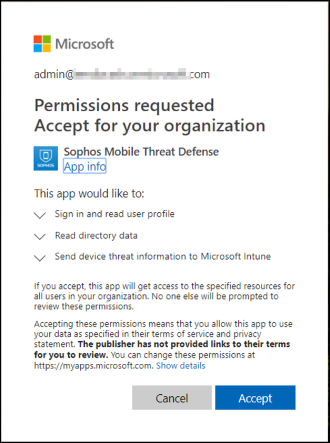 Microsoft
admin@ .com
Permissions requested
Accept for your organization
SOPHOS
Sophos Mobile Threat Defense
App info
This app would like to:
Sign in and read user profile
Read directory data
Send device threat information to Microsoft Intune
If you accept, this app will get access to the specified resources for
all users in your organization. No one else will be prompted to
review these permissions.
Accepting these permissions means that you allow this app to use
your data as specified in their terms of service and privacy
statement. The publisher has not provided links to their terms
for you to review. You can change these permissions at
https://myapps.microsoft.com. Show details
Cancel
Accept